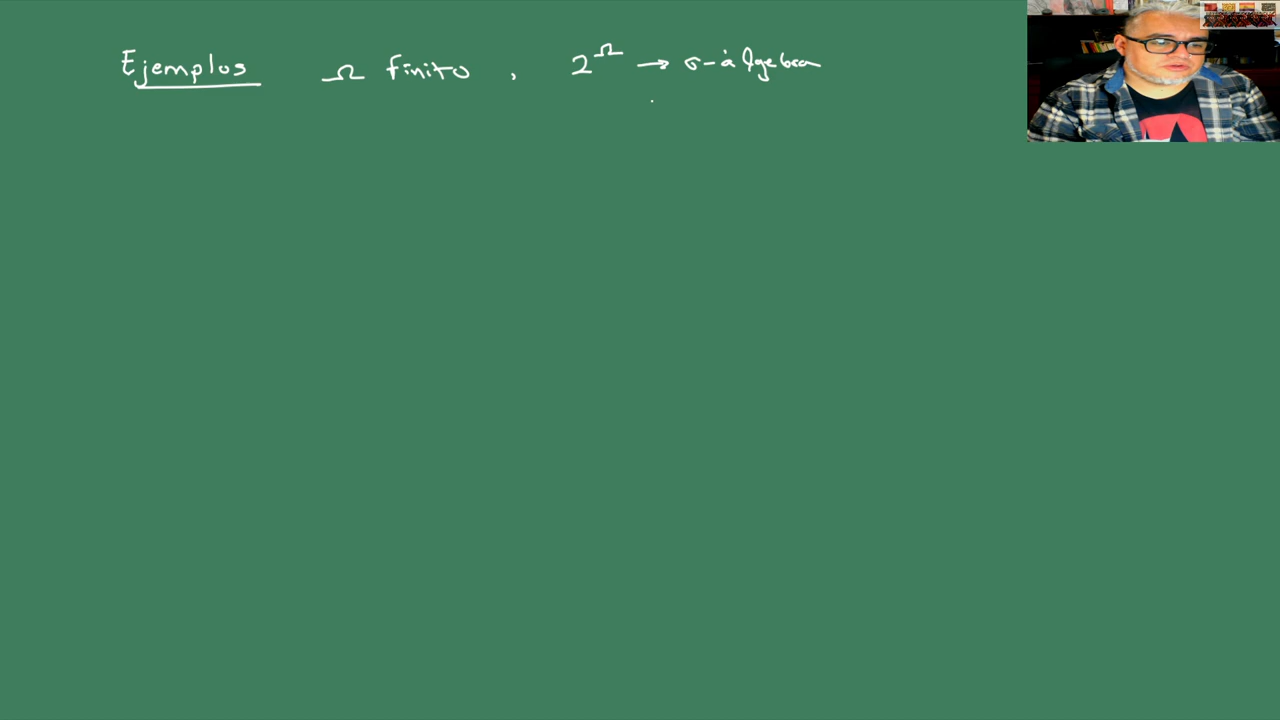 Ejemplos Ω finito, 2^Ω → σ-álgebra